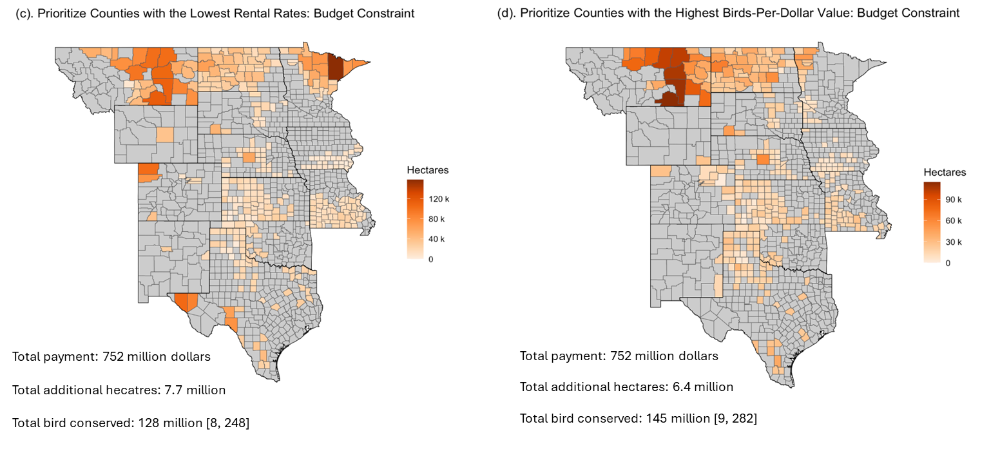 (c). Prioritize Counties with the Lowest Rental Rates: Budget Constraint
Hectares
120 k
80 k
40 k
0
Total payment: 752 million dollars
Total additional hecatres: 7.7 million
Total bird conserved: 128 million [8, 248]
(d). Prioritize Counties with the Highest Birds-Per-Dollar Value: Budget Constraint
Hectares
90 k
60 k
30 k
0
Total payment: 752 million dollars
Total additional hectares: 6.4 million
Total bird conserved: 145 million [9, 282]